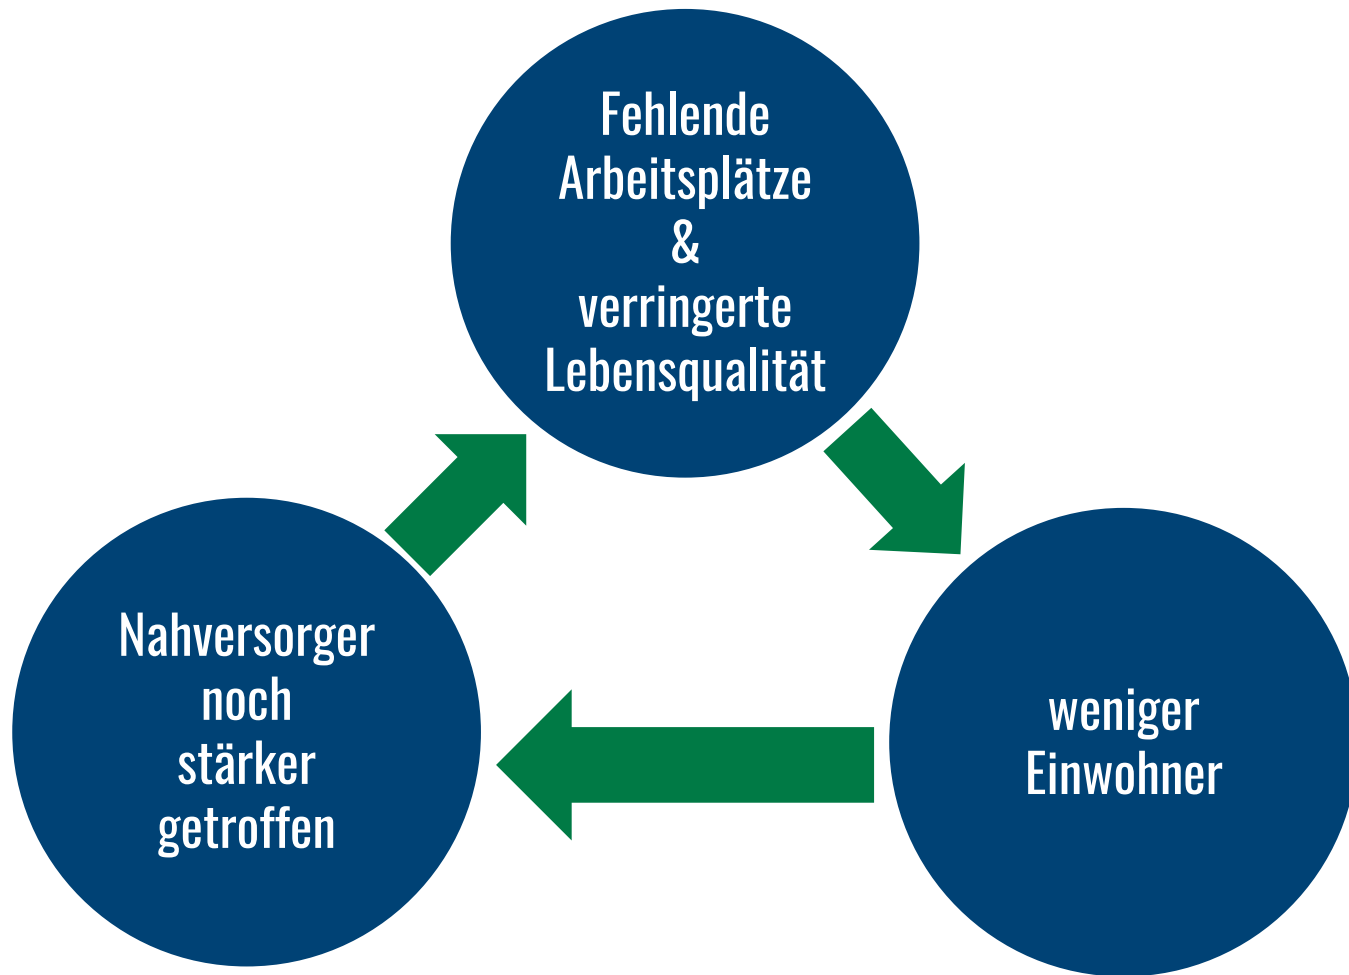 Fehlende
Arbeitsplätze
&
verringerte
Lebensqualität
Nahversorger
noch
stärker
getroffen
weniger
Einwohner